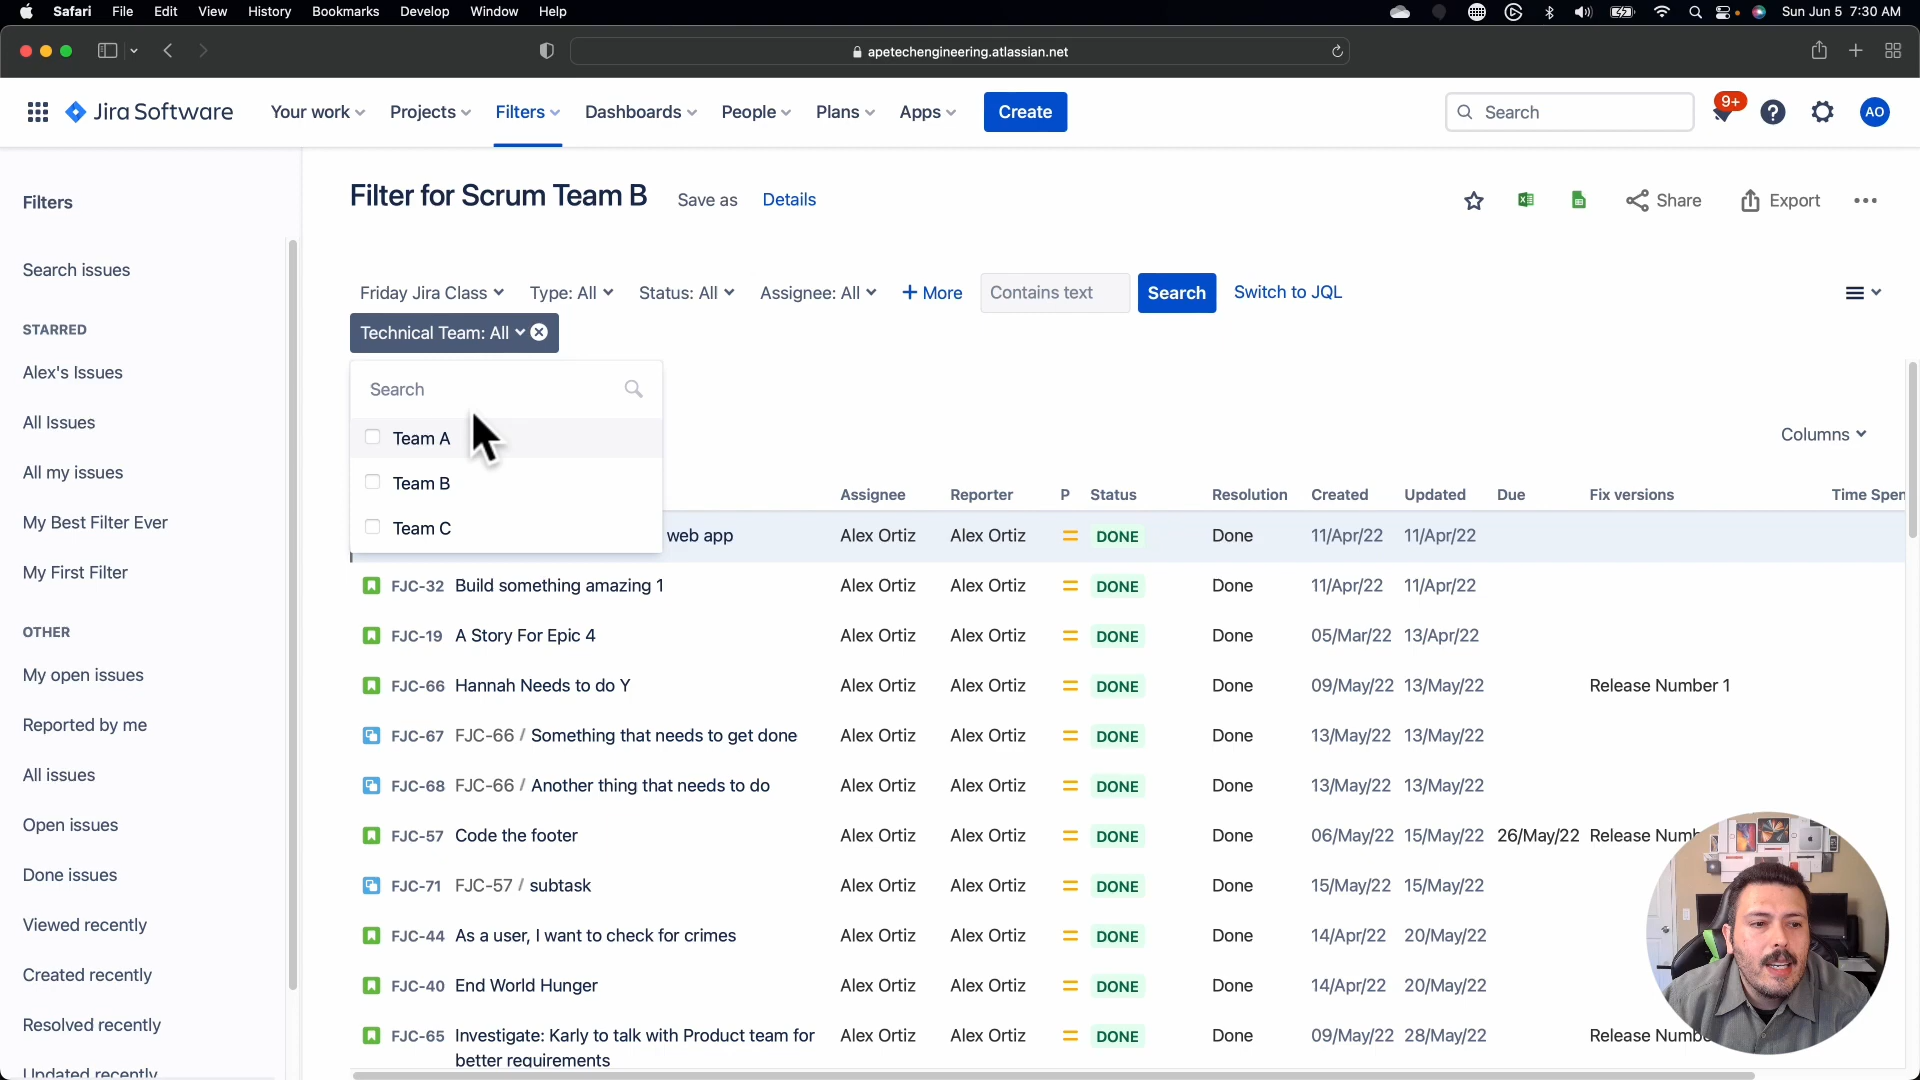 Safari File Edit View History Bookmarks Develop Window Help Sun Jun 5 7:30 AM
apetechengineering.atlassian.net
Jira Software Your work Projects Filters Dashboards People Plans Apps Create Search 9+ AO
Filters
Search issues
STARRED
Alex's Issues
All Issues
All my issues
My Best Filter Ever
My First Filter
OTHER
My open issues
Reported by me
All issues
Open issues
Done issues
Viewed recently
Created recently
Resolved recently
Updated recently
Filter for Scrum Team B Save as Details Share Export
Friday Jira Class Type: All Status: All Assignee: All + More Contains text Search Switch to JQL
Technical Team: All
Search
Team A
Team B
Team C
Columns
Assignee Reporter P Status Resolution Created Updated Due Fix versions Time Spen
web app Alex Ortiz Alex Ortiz DONE Done 11/Apr/22 11/Apr/22
FJC-32 Build something amazing 1 Alex Ortiz Alex Ortiz DONE Done 11/Apr/22 11/Apr/22
FJC-19 A Story For Epic 4 Alex Ortiz Alex Ortiz DONE Done 05/Mar/22 13/Apr/22
FJC-66 Hannah Needs to do Y Alex Ortiz Alex Ortiz DONE Done 09/May/22 13/May/22 Release Number 1
FJC-67 FJC-66 / Something that needs to get done Alex Ortiz Alex Ortiz DONE Done 13/May/22 13/May/22
FJC-68 FJC-66 / Another thing that needs to do Alex Ortiz Alex Ortiz DONE Done 13/May/22 13/May/22
FJC-57 Code the footer Alex Ortiz Alex Ortiz DONE Done 06/May/22 15/May/22 26/May/22 Release Numb
FJC-71 FJC-57 / subtask Alex Ortiz Alex Ortiz DONE Done 15/May/22 15/May/22
FJC-44 As a user, I want to check for crimes Alex Ortiz Alex Ortiz DONE Done 14/Apr/22 20/May/22
FJC-40 End World Hunger Alex Ortiz Alex Ortiz DONE Done 14/Apr/22 20/May/22
FJC-65 Investigate: Karly to talk with Product team for Alex Ortiz Alex Ortiz DONE Done 09/May/22 28/May/22 Release Numb
better requirements